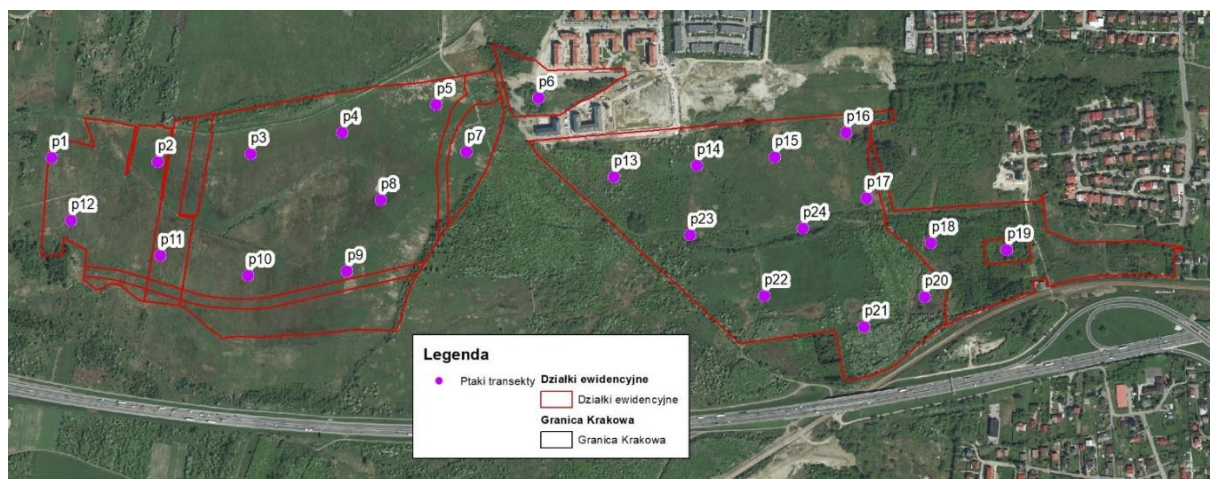 p1
p2
p3
p4
p5
p6
p7
p8
p9
p10
p11
p12
p13
p14
p15
p16
p17
p18
p19
p20
p21
p22
p23
p24
Legenda
Ptaki transekty
Działki ewidencyjne
Działki ewidencyjne
Granica Krakowa
Granica Krakowa